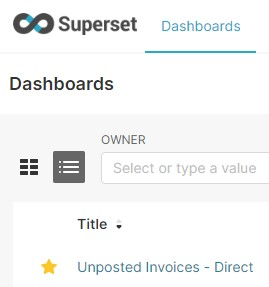 Superset Dashboards
Dashboards
OWNER
Select or type a value
Title
Unposted Invoices - Direct